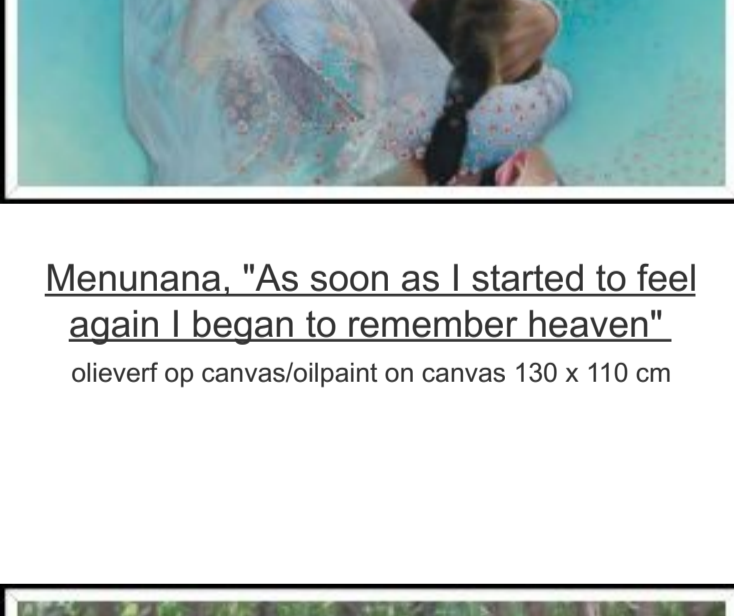 Menunana, "As soon as I started to feel
again I began to remember heaven"
olieverf op canvas/oilpaint on canvas 130 x 110 cm